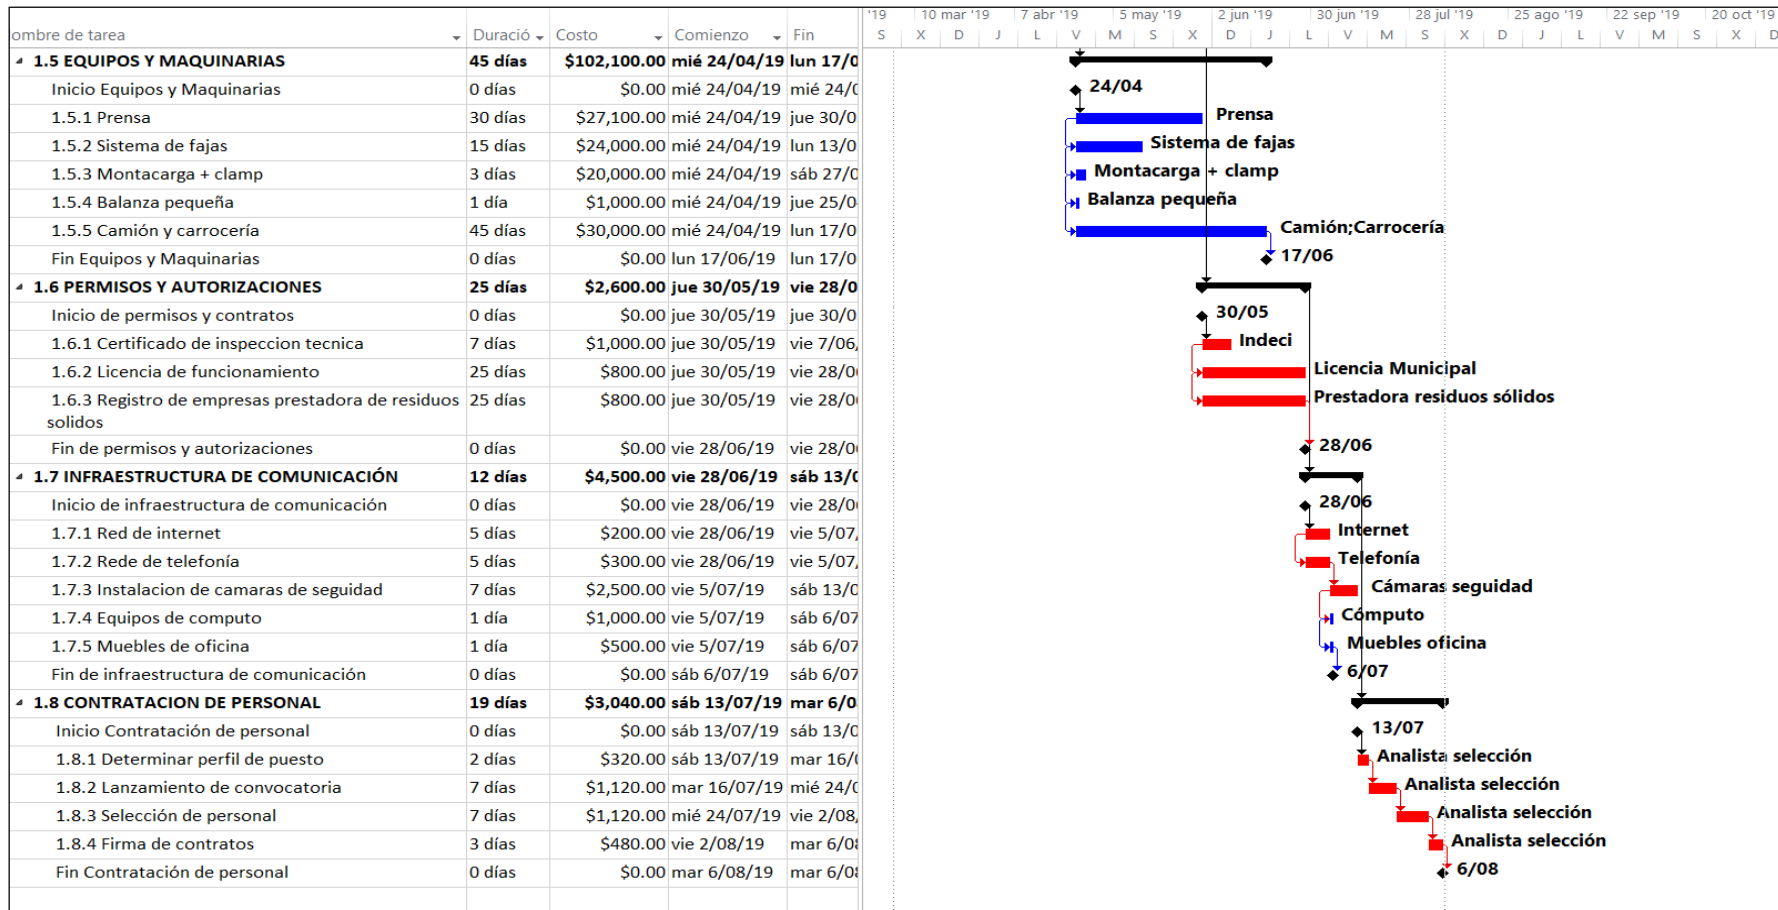 '19 10 mar '19 7 abr '19 5 may '19 2 jun '19 30 jun '19 28 jul '19 25 ago '19 22 sep '19 20 oct '19
ombre de tarea Duració Costo Comienzo Fin S X D J L V M S X J L V M S X D J L V M S X D
1.5 EQUIPOS Y MAQUINARIAS 45 días $102,100.00 mié 24/04/19 lun 17/0
Inicio Equipos y Maquinarias 0 días $0.00 mié 24/04/19 mié 24/0 24/04
1.5.1 Prensa 30 días $27,100.00 mié 24/04/19 jue 30/0 Prensa
1.5.2 Sistema de fajas 15 días $24,000.00 mié 24/04/19 lun 13/0 Sistema de fajas
1.5.3 Montacarga + clamp 3 días $20,000.00 mié 24/04/19 sáb 27/0 Montacarga + clamp
1.5.4 Balanza pequeña 1 día $1,000.00 mié 24/04/19 jue 25/0 Balanza pequeña
1.5.5 Camión y carrocería 45 días $30,000.00 mié 24/04/19 lun 17/0 Camión;Carrocería
Fin Equipos y Maquinarias 0 días $0.00 lun 17/06/19 lun 17/0 17/06
1.6 PERMISOS Y AUTORIZACIONES 25 días $2,600.00 jue 30/05/19 vie 28/0
Inicio de permisos y contratos 0 días $0.00 jue 30/05/19 jue 30/0 30/05
1.6.1 Certificado de inspeccion tecnica 7 días $1,000.00 jue 30/05/19 vie 7/06, Indeci
1.6.2 Licencia de funcionamiento 25 días $800.00 jue 30/05/19 vie 28/0 Licencia Municipal
1.6.3 Registro de empresas prestadora de residuos 25 días $800.00 jue 30/05/19 vie 28/0 Prestadora residuos sólidos
solidos
Fin de permisos y autorizaciones 0 días $0.00 vie 28/06/19 vie 28/0 28/06
1.7 INFRAESTRUCTURA DE COMUNICACIÓN 12 días $4,500.00 vie 28/06/19 sáb 13/0
Inicio de infraestructura de comunicación 0 días $0.00 vie 28/06/19 vie 28/0 28/06
1.7.1 Red de internet 5 días $200.00 vie 28/06/19 vie 5/07, Internet
1.7.2 Rede de telefonía 5 días $300.00 vie 28/06/19 vie 5/07, Telefonía
1.7.3 Instalacion de camaras de seguidad 7 días $2,500.00 vie 5/07/19 sáb 13/0 Cámaras seguidad
1.7.4 Equipos de computo 1 día $1,000.00 vie 5/07/19 sáb 6/07 Cómputo
1.7.5 Muebles de oficina 1 día $500.00 vie 5/07/19 sáb 6/07 Muebles oficina
Fin de infraestructura de comunicación 0 días $0.00 sáb 6/07/19 sáb 6/07 6/07
1.8 CONTRATACION DE PERSONAL 19 días $3,040.00 sáb 13/07/19 mar 6/0
Inicio Contratación de personal 0 días $0.00 sáb 13/07/19 sáb 13/0 13/07
1.8.1 Determinar perfil de puesto 2 días $320.00 sáb 13/07/19 mar 16/0 Analista selección
1.8.2 Lanzamiento de convocatoria 7 días $1,120.00 mar 16/07/19 mié 24/0 Analista selección
1.8.3 Selección de personal 7 días $1,120.00 mié 24/07/19 vie 2/08, Analista selección
1.8.4 Firma de contratos 3 días $480.00 vie 2/08/19 mar 6/08 Analista selección
Fin Contratación de personal 0 días $0.00 mar 6/08/19 mar 6/08 6/08